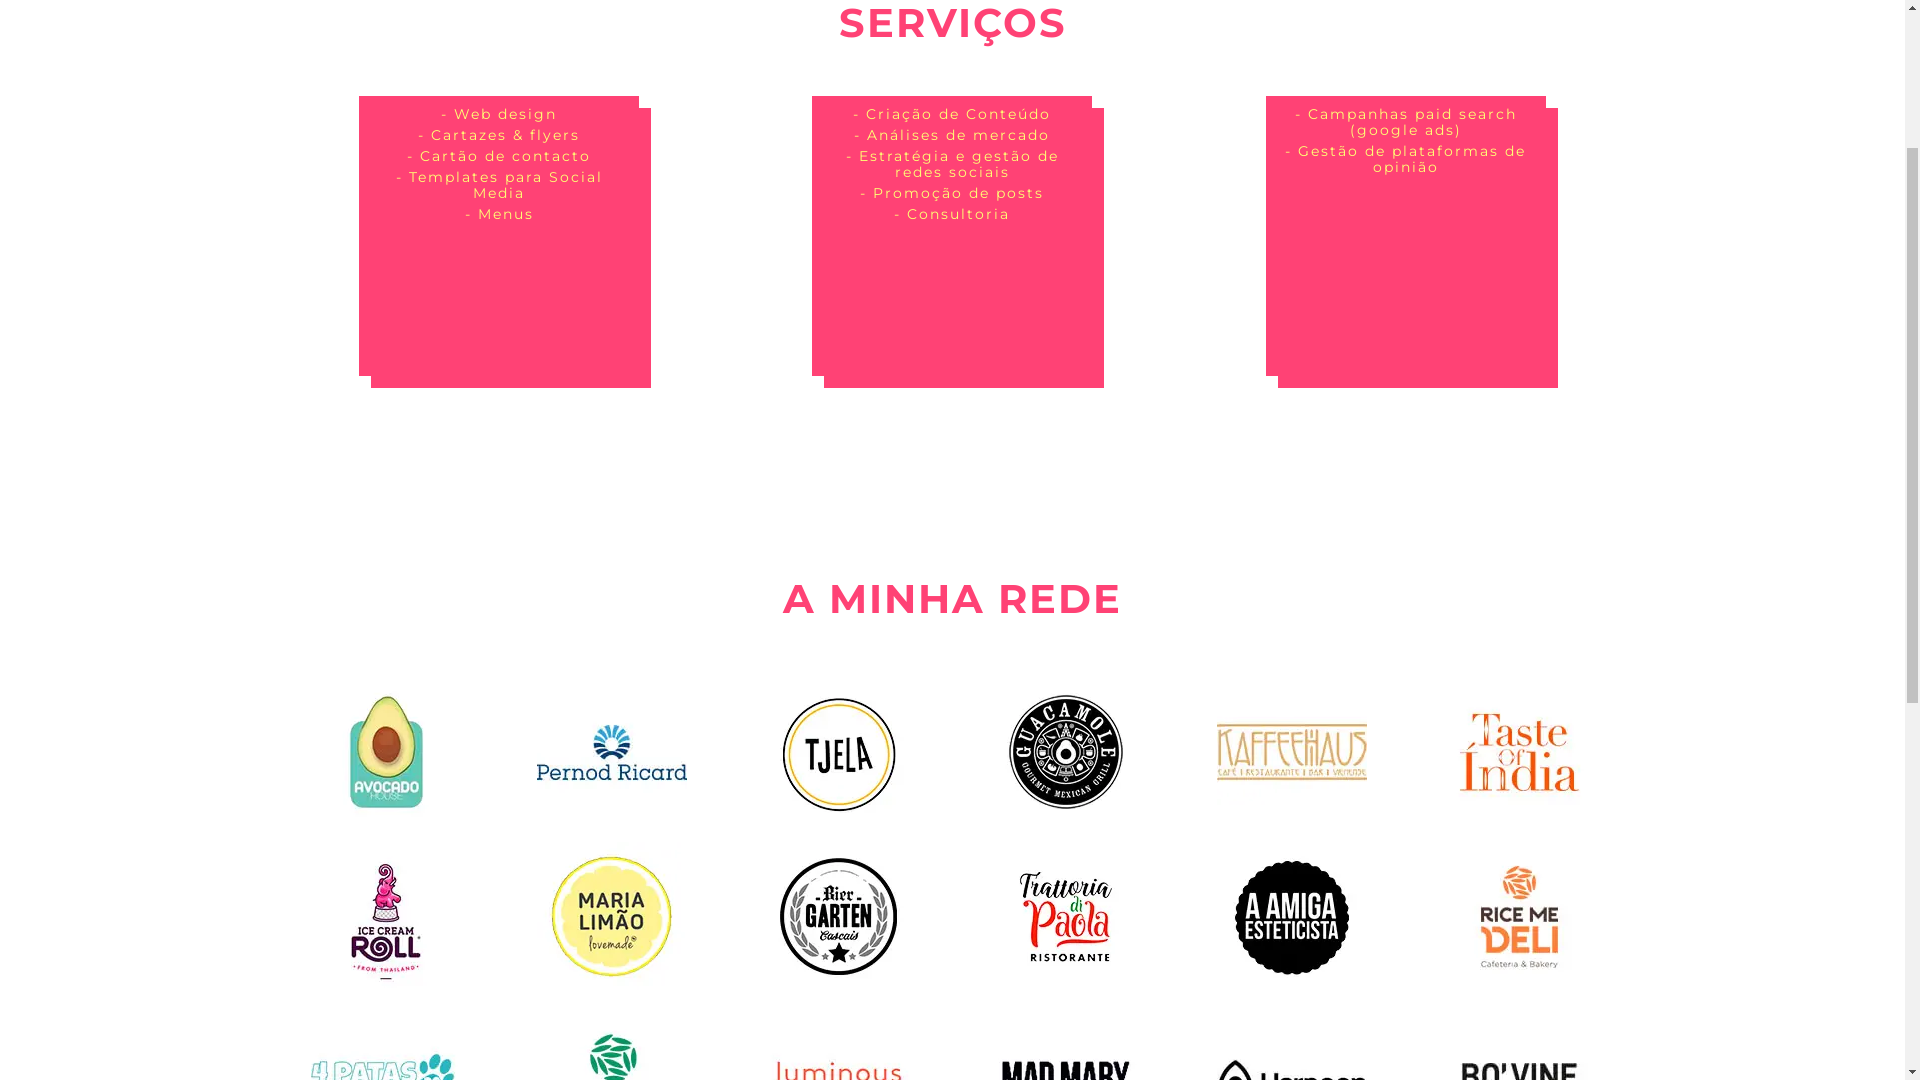 SERVIÇOS
- Web design
- Cartazes & flyers
- Cartão de contacto
- Templates para Social
Media
- Menus
- Criação de Conteúdo
- Análises de mercado
- Estratégia e gestão de
redes sociais
- Promoção de posts
- Consultoria
- Campanhas paid search
(google ads)
- Gestão de plataformas de
opinião
A MINHA REDE
AVOCADO
HOUSE
Pernod Ricard
TJELA
GUACAMOLE
GOURMET MEXICAN GRILL
KAFFEEHAUS
CAFÉ | RESTAURANTE | BAR | VIENENSE
Taste
OF
Índia
ICE CREAM
ROLL
• FROM THAILAND •
MARIA
LIMÃO
lovemade
- Bier -
GARTEN
Cascais
Trattoria
di
Paola
RISTORANTE
A AMIGA
ESTETICISTA
RICE ME
DELI
Cafeteria & Bakery
4 PATAS
luminous
MAD MARY
BO'VINE